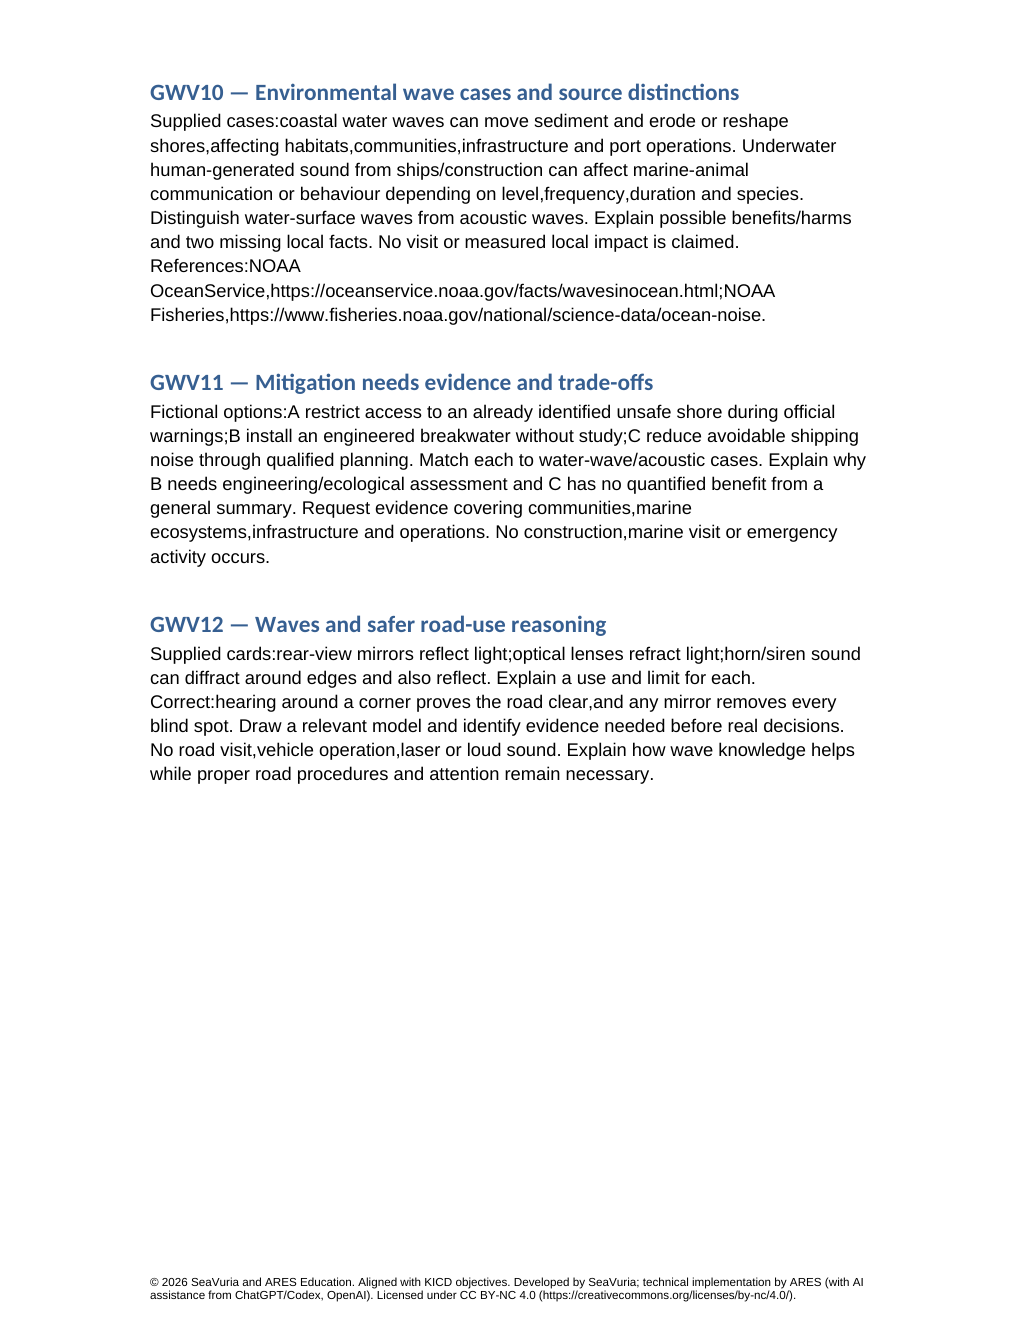 GWV10 — Environmental wave cases and source distinctions
Supplied cases:coastal water waves can move sediment and erode or reshape
shores,affecting habitats,communities,infrastructure and port operations. Underwater
human-generated sound from ships/construction can affect marine-animal
communication or behaviour depending on level,frequency,duration and species.
Distinguish water-surface waves from acoustic waves. Explain possible benefits/harms
and two missing local facts. No visit or measured local impact is claimed.
References:NOAA
OceanService,https://oceanservice.noaa.gov/facts/wavesinocean.html;NOAA
Fisheries,https://www.fisheries.noaa.gov/national/science-data/ocean-noise.
GWV11 — Mitigation needs evidence and trade-offs
Fictional options:A restrict access to an already identified unsafe shore during official
warnings;B install an engineered breakwater without study;C reduce avoidable shipping
noise through qualified planning. Match each to water-wave/acoustic cases. Explain why
B needs engineering/ecological assessment and C has no quantified benefit from a
general summary. Request evidence covering communities,marine
ecosystems,infrastructure and operations. No construction,marine visit or emergency
activity occurs.
GWV12 — Waves and safer road-use reasoning
Supplied cards:rear-view mirrors reflect light;optical lenses refract light;horn/siren sound
can diffract around edges and also reflect. Explain a use and limit for each.
Correct:hearing around a corner proves the road clear,and any mirror removes every
blind spot. Draw a relevant model and identify evidence needed before real decisions.
No road visit,vehicle operation,laser or loud sound. Explain how wave knowledge helps
while proper road procedures and attention remain necessary.
© 2026 SeaVuria and ARES Education. Aligned with KICD objectives. Developed by SeaVuria; technical implementation by ARES (with AI
assistance from ChatGPT/Codex, OpenAI). Licensed under CC BY-NC 4.0 (https://creativecommons.org/licenses/by-nc/4.0/).